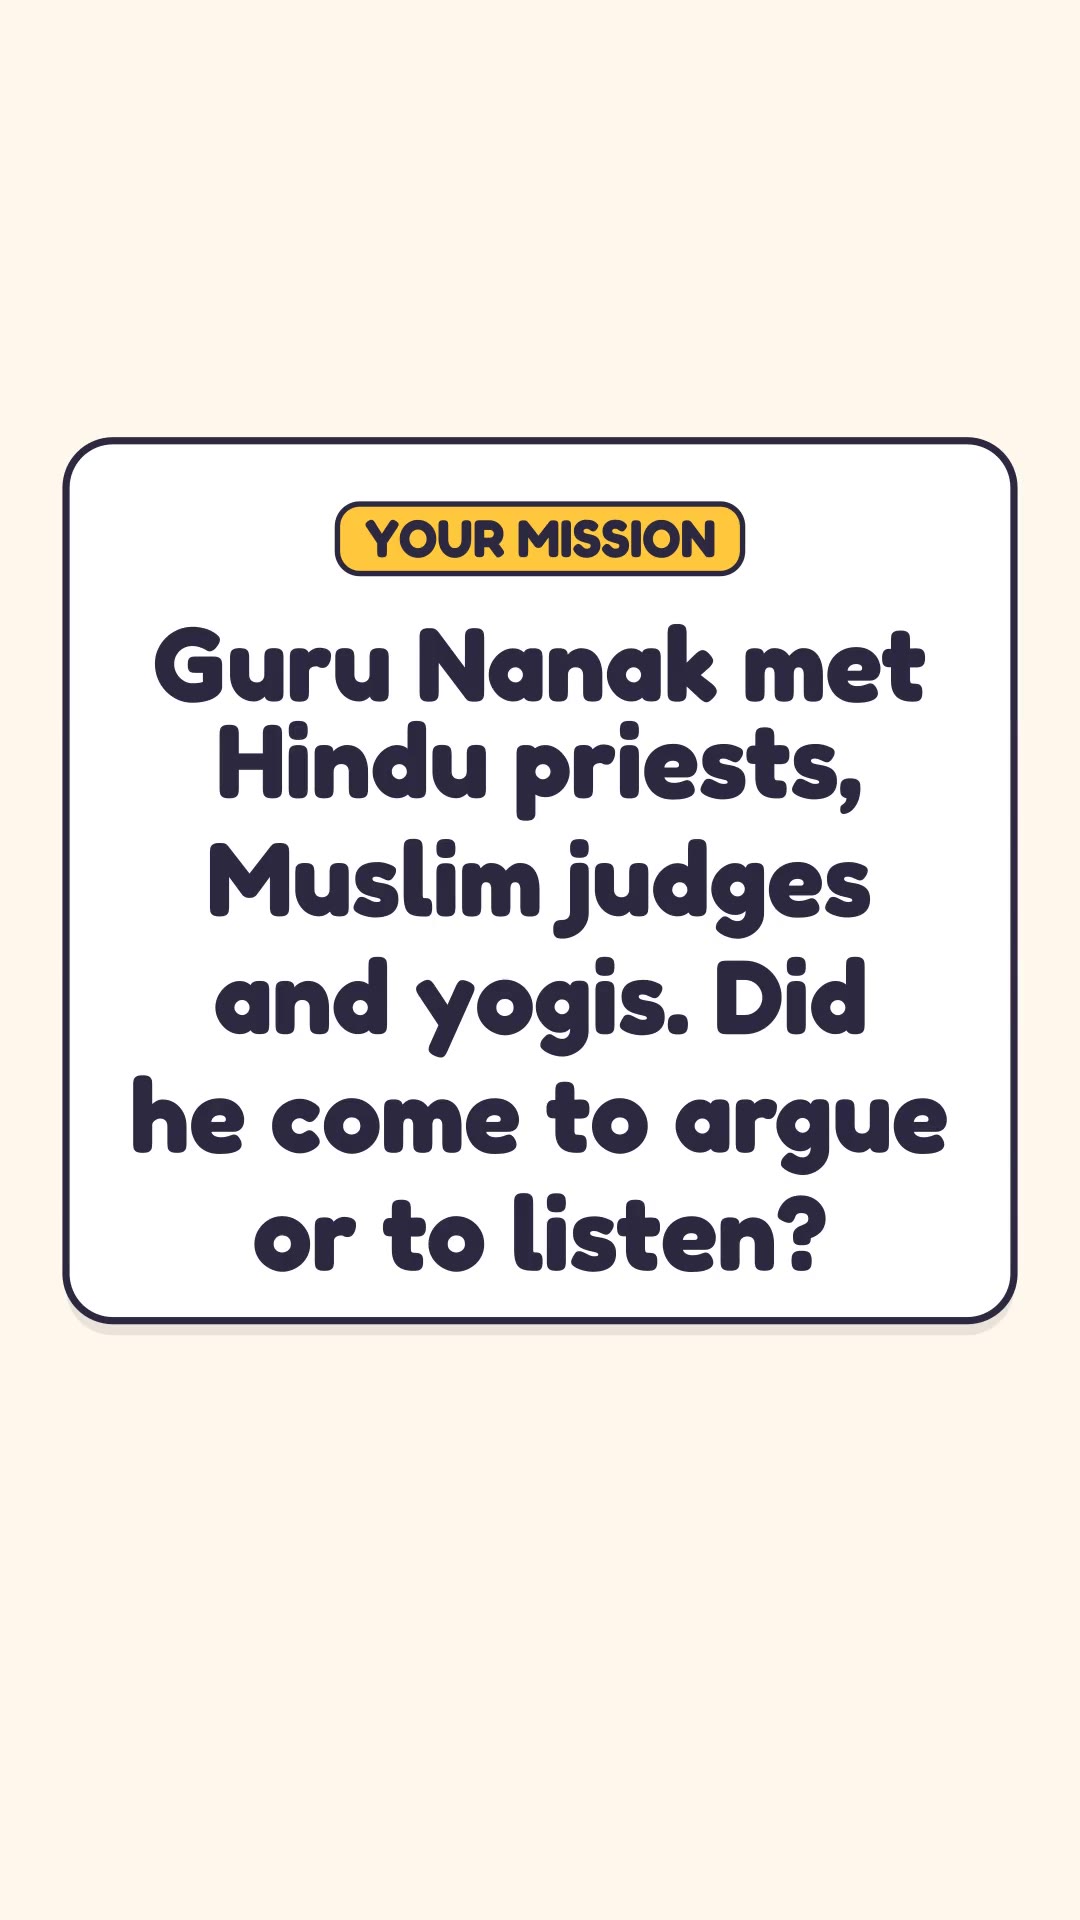 YOUR MISSION
Guru Nanak met
Hindu priests,
Muslim judges
and yogis. Did
he come to argue
or to listen?